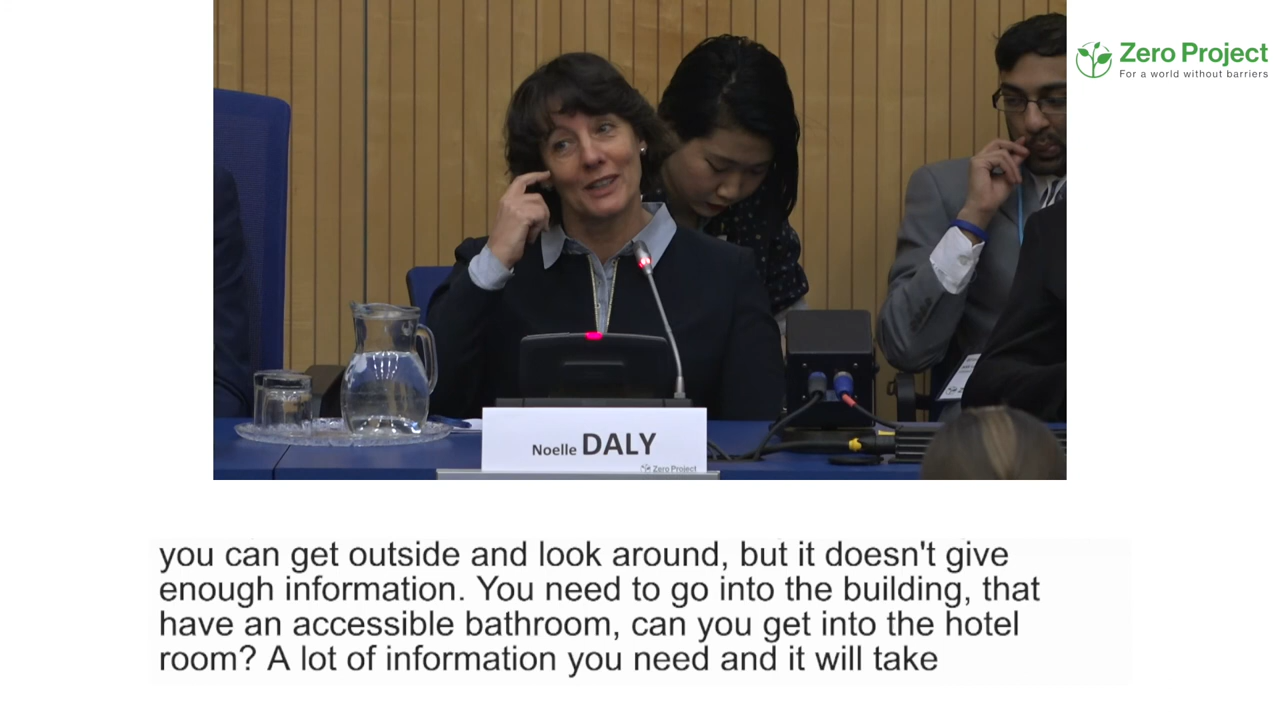 Zero Project
For a world without barriers
Noelle DALY
Zero Project
you can get outside and look around, but it doesn't give
enough information. You need to go into the building, that
have an accessible bathroom, can you get into the hotel
room? A lot of information you need and it will take